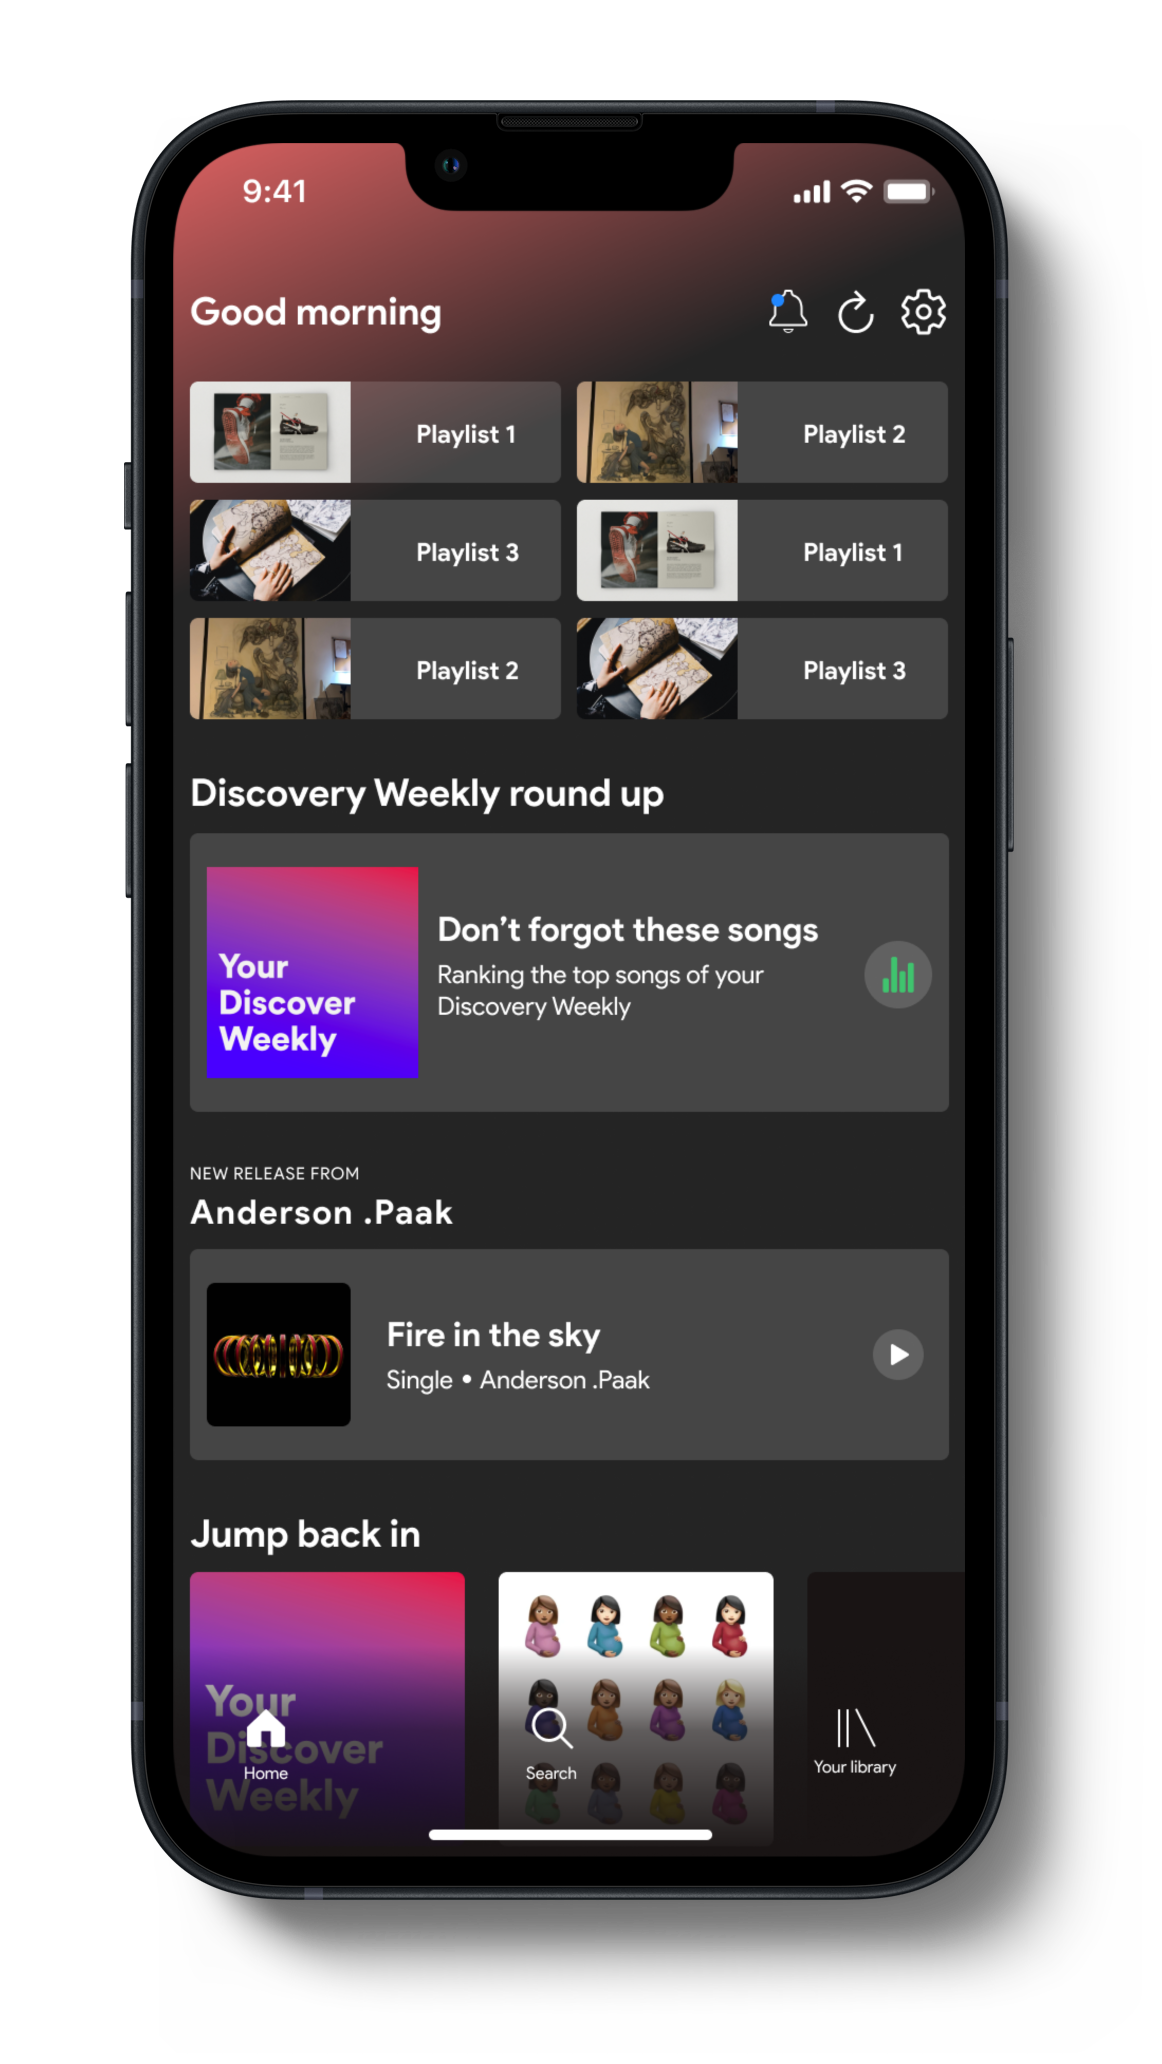 9:41
Good morning
Playlist 1
Playlist 2
Playlist 3
Playlist 1
Playlist 2
Playlist 3
Discovery Weekly round up
Your
Discover
Weekly
Don’t forgot these songs
Ranking the top songs of your
Discovery Weekly
NEW RELEASE FROM
Anderson .Paak
Fire in the sky
Single • Anderson .Paak
Jump back in
Your
Discover
Weekly
Home
Search
Your library